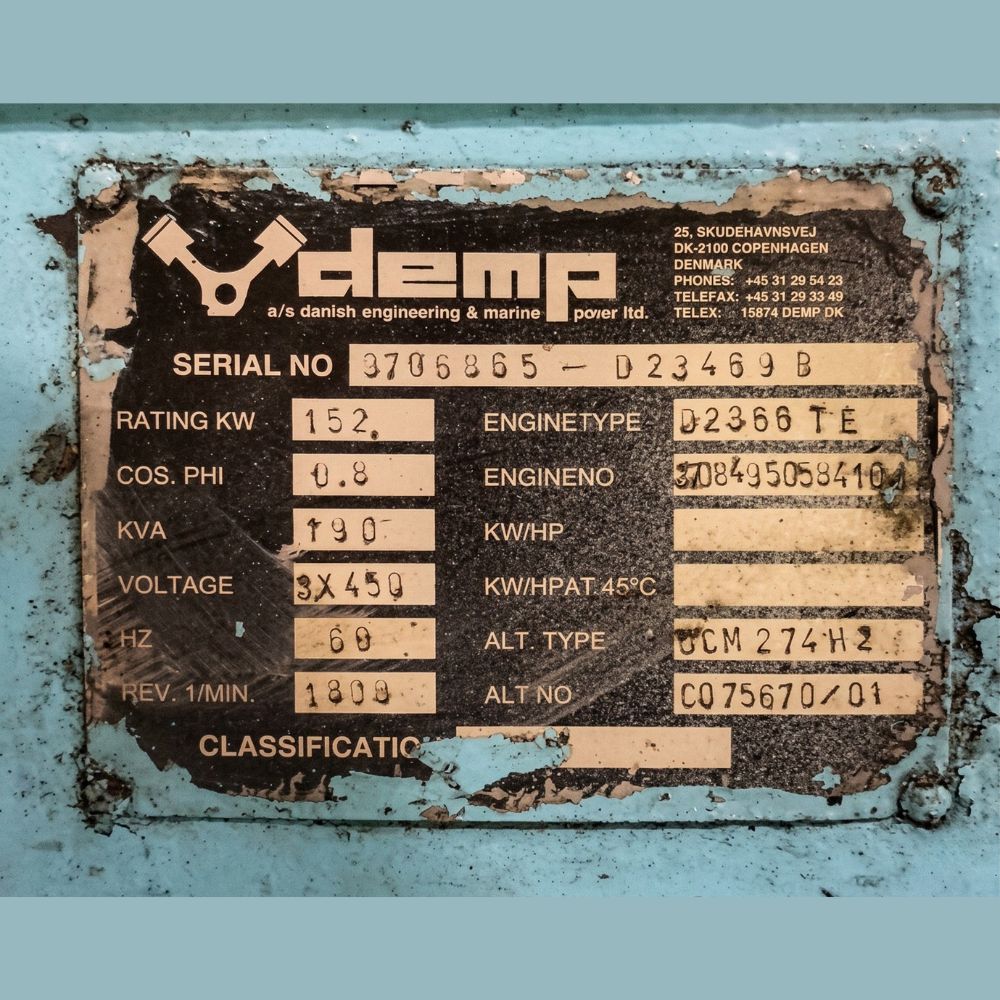 demp
a/s danish engineering & marine power ltd.
25, SKUDEHAVNSVEJ
DK-2100 COPENHAGEN
DENMARK
PHONES: +45 31 29 54 23
TELEFAX: +45 31 29 33 49
TELEX: 15874 DEMP DK
SERIAL NO 3706865 - D23469B
RATING KW 152 ENGINETYPE D2366 TE
COS. PHI 0.8 ENGINENO
KVA 190 KW/HP
VOLTAGE 3X450 KW/HPAT 45°C
HZ 60 ALT. TYPE UCM274H2
REV. 1/MIN. 1800 ALT NO C075670/01